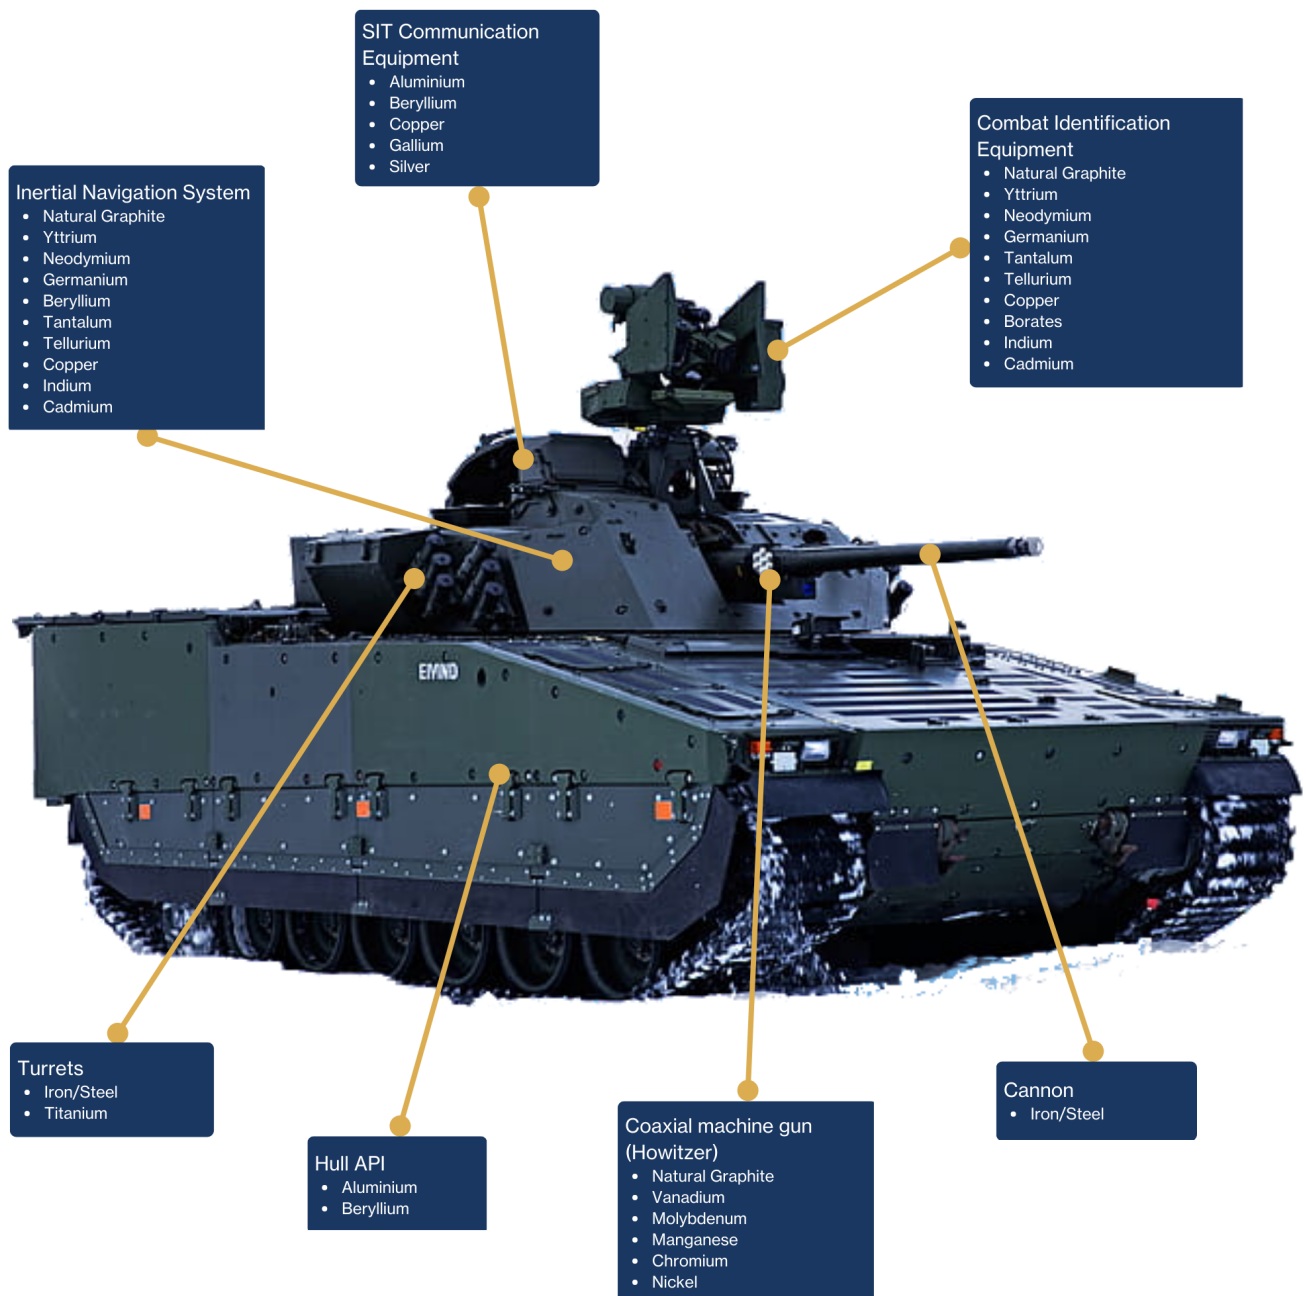 SIT Communication
Equipment
• Aluminium
• Beryllium
• Copper
• Gallium
• Silver
Combat Identification
Equipment
• Natural Graphite
• Yttrium
• Neodymium
• Germanium
• Tantalum
• Tellurium
• Copper
• Borates
• Indium
• Cadmium
Inertial Navigation System
• Natural Graphite
• Yttrium
• Neodymium
• Germanium
• Beryllium
• Tantalum
• Tellurium
• Copper
• Indium
• Cadmium
EIVIND
Turrets
• Iron/Steel
• Titanium
Hull API
• Aluminium
• Beryllium
Coaxial machine gun
(Howitzer)
• Natural Graphite
• Vanadium
• Molybdenum
• Manganese
• Chromium
• Nickel
Cannon
• Iron/Steel